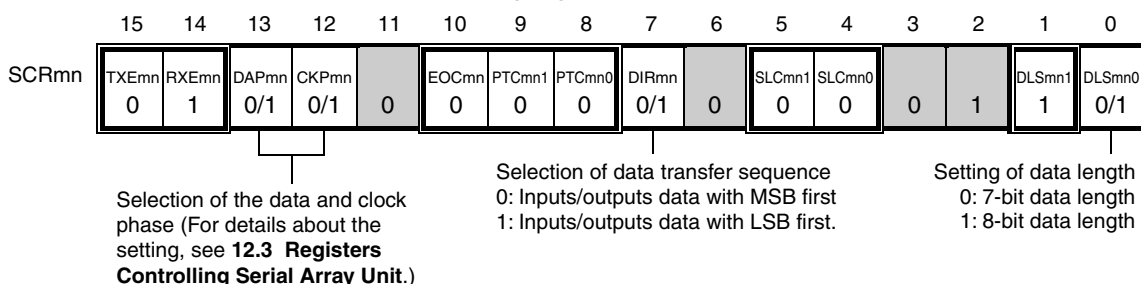 15 14 13 12 11 10 9 8 7 6 5 4 3 2 1 0
SCRmn TXEmn RXEmn DAPmn CKPmn EOCmn PTCmn1 PTCmn0 DIRmn SLCmn1 SLCmn0 DLSmn1 DLSmn0
0 1 0/1 0/1 0 0 0 0 0/1 0 0 0 0 1 1 0/1
Selection of the data and clock
phase (For details about the
setting, see 12.3 Registers
Controlling Serial Array Unit.)
Selection of data transfer sequence
0: Inputs/outputs data with MSB first
1: Inputs/outputs data with LSB first.
Setting of data length
0: 7-bit data length
1: 8-bit data length